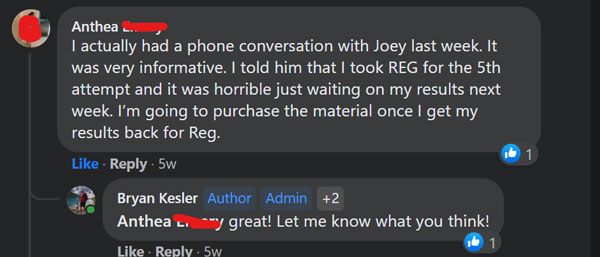 Anthea
I actually had a phone conversation with Joey last week. It
was very informative. I told him that I took REG for the 5th
attempt and it was horrible just waiting on my results next
week. I'm going to purchase the material once I get my
results back for Reg.
1
Like · Reply · 5w
Bryan Kesler Author Admin +2
Anthea great! Let me know what you think!
1
Like · Reply · 5w